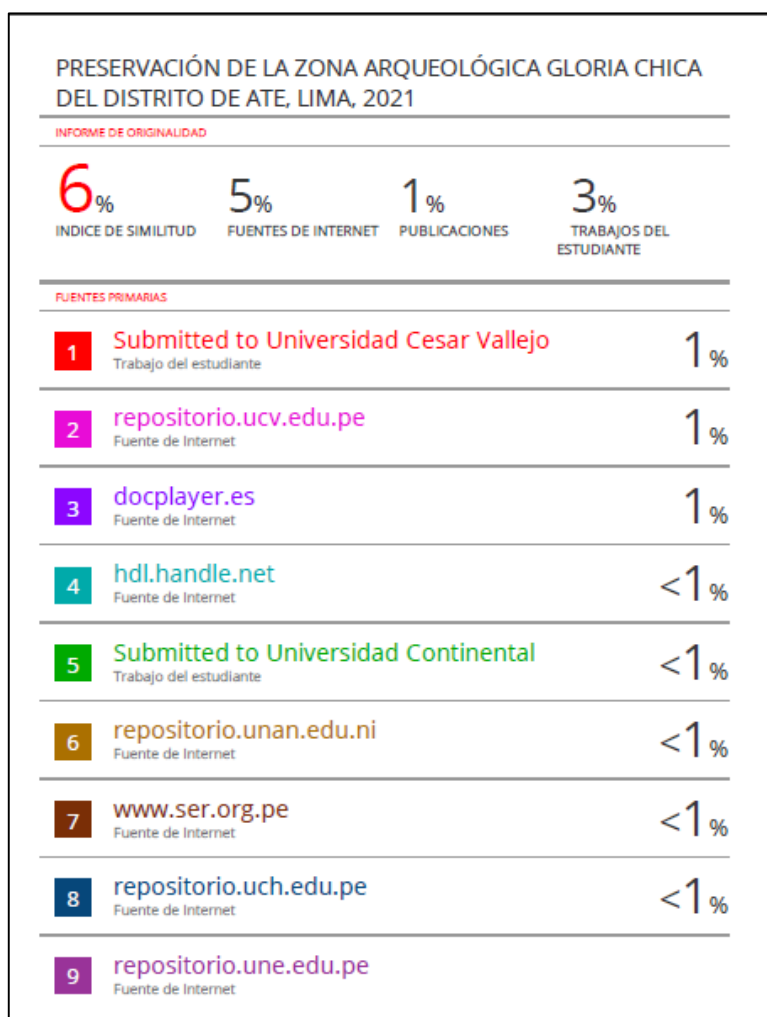 PRESERVACIÓN DE LA ZONA ARQUEOLÓGICA GLORIA CHICA
DEL DISTRITO DE ATE, LIMA, 2021
INFORME DE ORIGINALIDAD
6% 5% 1% 3%
INDICE DE SIMILITUD FUENTES DE INTERNET PUBLICACIONES TRABAJOS DEL
ESTUDIANTE
FUENTES PRIMARIAS
1 Submitted to Universidad Cesar Vallejo 1%
Trabajo del estudiante
2 repositorio.ucv.edu.pe 1%
Fuente de Internet
3 docplayer.es 1%
Fuente de Internet
4 hdl.handle.net <1%
Fuente de Internet
5 Submitted to Universidad Continental <1%
Trabajo del estudiante
6 repositorio.unan.edu.ni <1%
Fuente de Internet
7 www.ser.org.pe <1%
Fuente de Internet
8 repositorio.uch.edu.pe <1%
Fuente de Internet
9 repositorio.une.edu.pe
Fuente de Internet